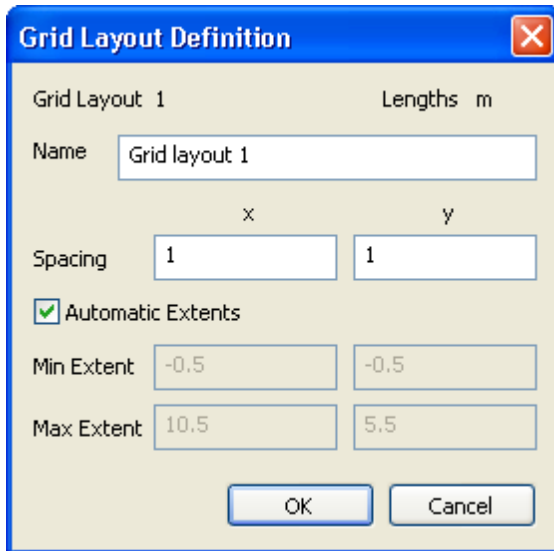 Grid Layout Definition
Grid Layout 1 Lengths m
Name Grid layout 1
x y
Spacing 1 1
Automatic Extents
Min Extent -0.5 -0.5
Max Extent 10.5 5.5
OK Cancel